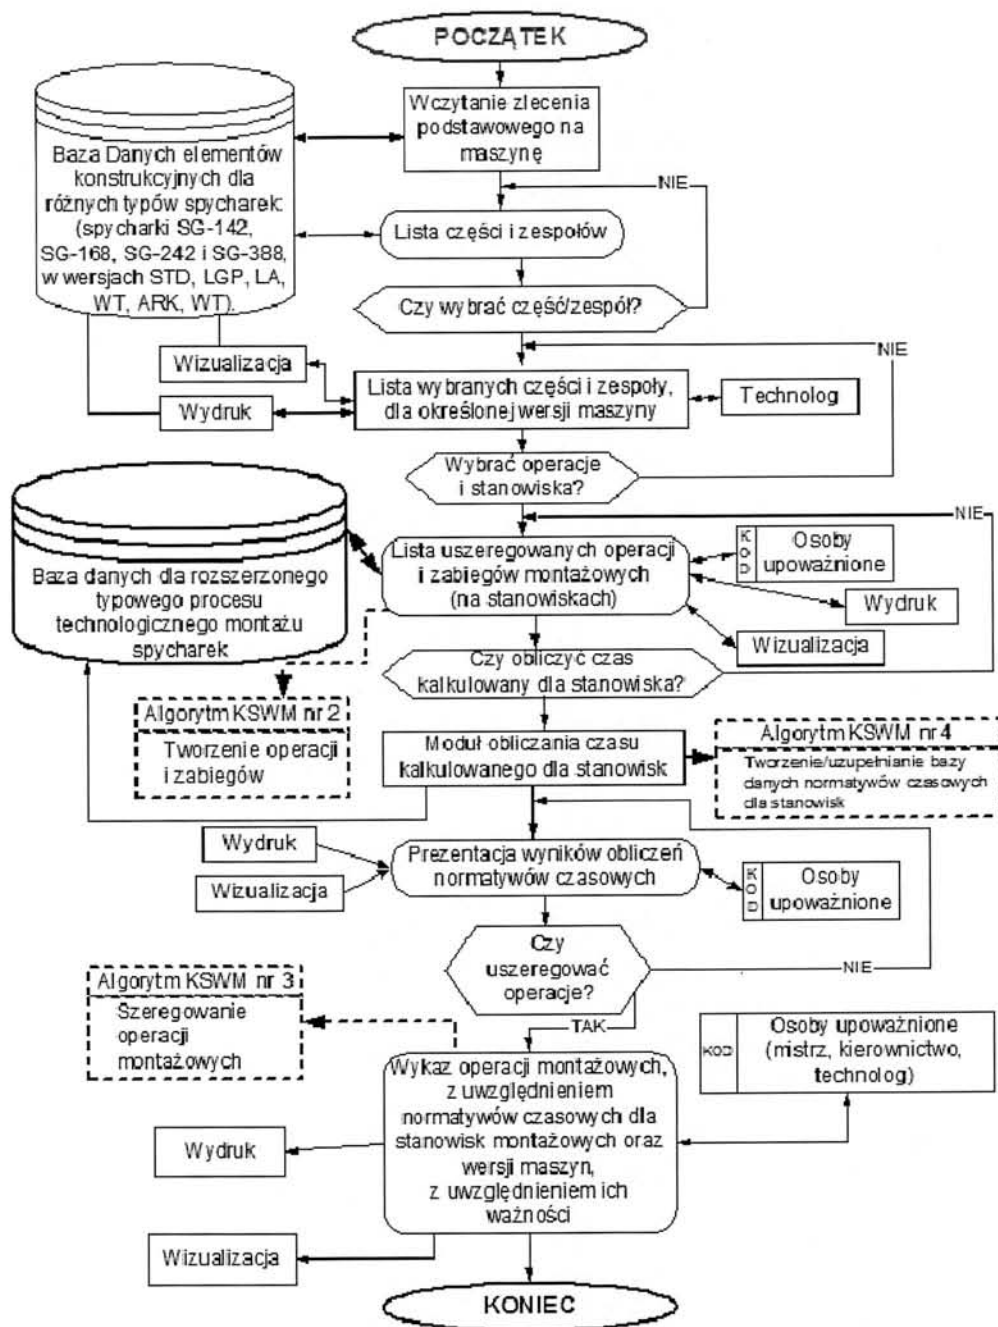 POCZĄTEK
Wczytanie zlecenia
podstawowego na
maszynę
Baza Danych elementów
konstrukcyjnych dla
różnych typów spycharek:
(spycharki SG-142,
SG-168, SG-242 i SG-388,
w wersjach STD, LGP, LA,
WT, ARK, WT).
NIE
Lista części i zespołów
Czy wybrać część/zespół?
NIE
Wizualizacja
Wydruk
Lista wybranych części i zespoły,
dla określonej wersji maszyny
Technolog
Wybrać operacje
i stanowiska?
NIE
Baza danych dla rozszerzonego
typowego procesu
technologicznego montażu
spycharek
Lista uszeregowanych operacji
i zabiegów montażowych
(na stanowiskach)
KOD
Osoby
upoważnione
Wydruk
Wizualizacja
Czy obliczyć czas
kalkulowany dla stanowiska?
Algorytm KSWM nr 2
Tworzenie operacji
i zabiegów
Moduł obliczania czasu
kalkulowanego dla stanowisk
Algorytm KSWM nr 4
Tworzenie/uzupełnianie bazy
danych normatywów czasowych
dla stanowisk
Wydruk
Wizualizacja
Prezentacja wyników obliczeń
normatywów czasowych
KOD
Osoby
upoważnione
Czy
uszeregować
operacje?
NIE
TAK
Algorytm KSWM nr 3
Szeregowanie
operacji
montażowych
KOD
Osoby upoważnione
(mistrz, kierownictwo,
technolog)
Wykaz operacji montażowych,
z uwzględnieniem
normatywów czasowych dla
stanowisk montażowych oraz
wersji maszyn,
z uwzględnieniem ich
ważności
Wydruk
Wizualizacja
KONIEC